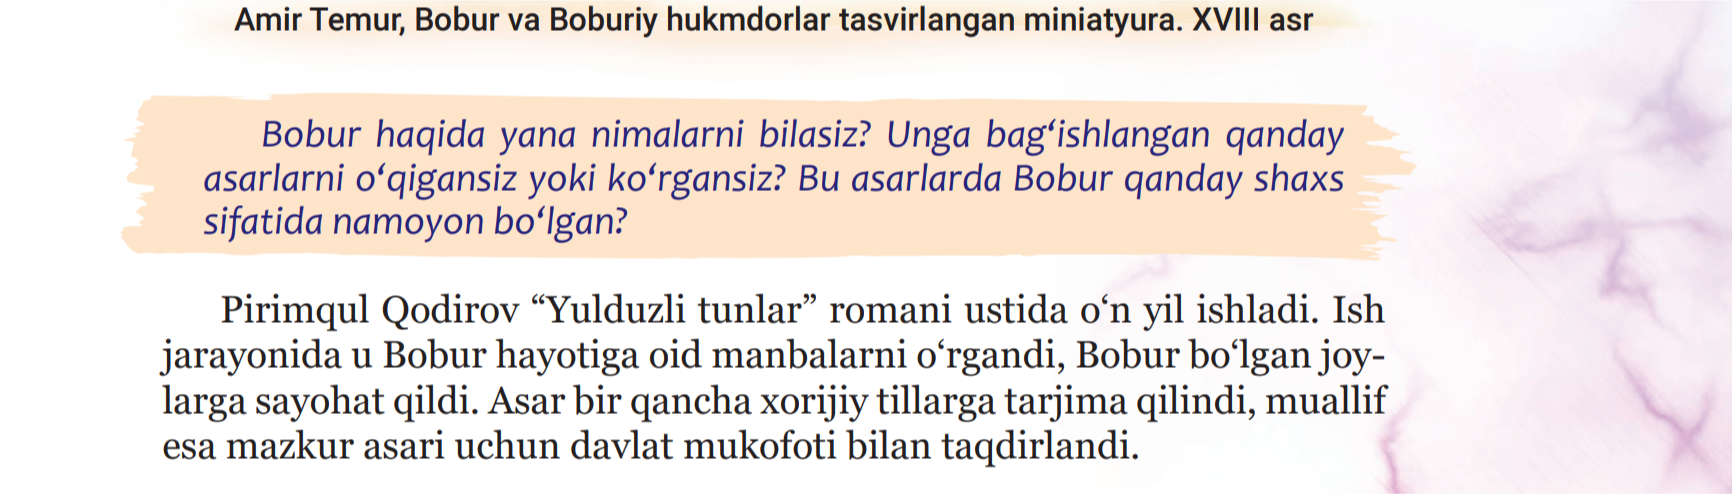 Amir Temur, Bobur va Boburiy hukmdorlar tasvirlangan miniatyura. XVIII asr
Bobur haqida yana nimalarni bilasiz? Unga bag‘ishlangan qanday
asarlarni o‘qigansiz yoki ko‘rgansiz? Bu asarlarda Bobur qanday shaxs
sifatida namoyon bo‘lgan?
Pirimqul Qodirov “Yulduzli tunlar” romani ustida o‘n yil ishladi. Ish
jarayonida u Bobur hayotiga oid manbalarni o‘rgandi, Bobur bo‘lgan joy-
larga sayohat qildi. Asar bir qancha xorijiy tillarga tarjima qilindi, muallif
esa mazkur asari uchun davlat mukofoti bilan taqdirlandi.